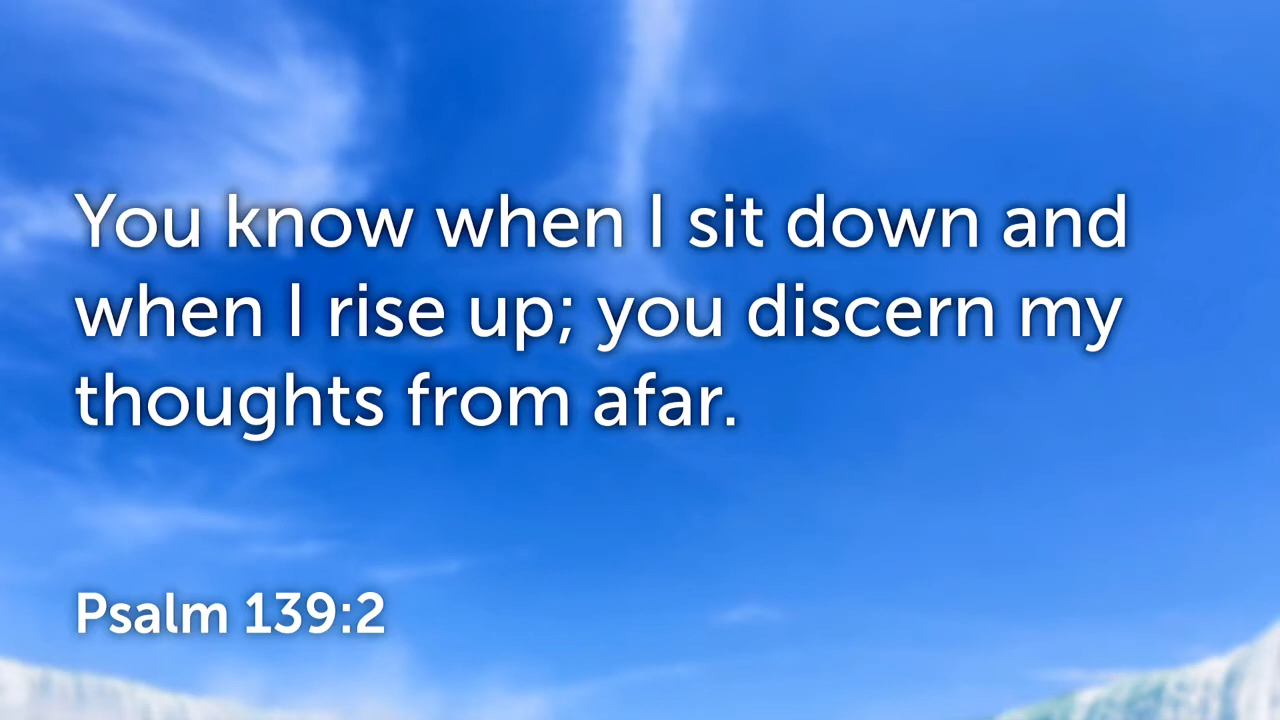 You know when I sit down and
when I rise up; you discern my
thoughts from afar.
Psalm 139:2